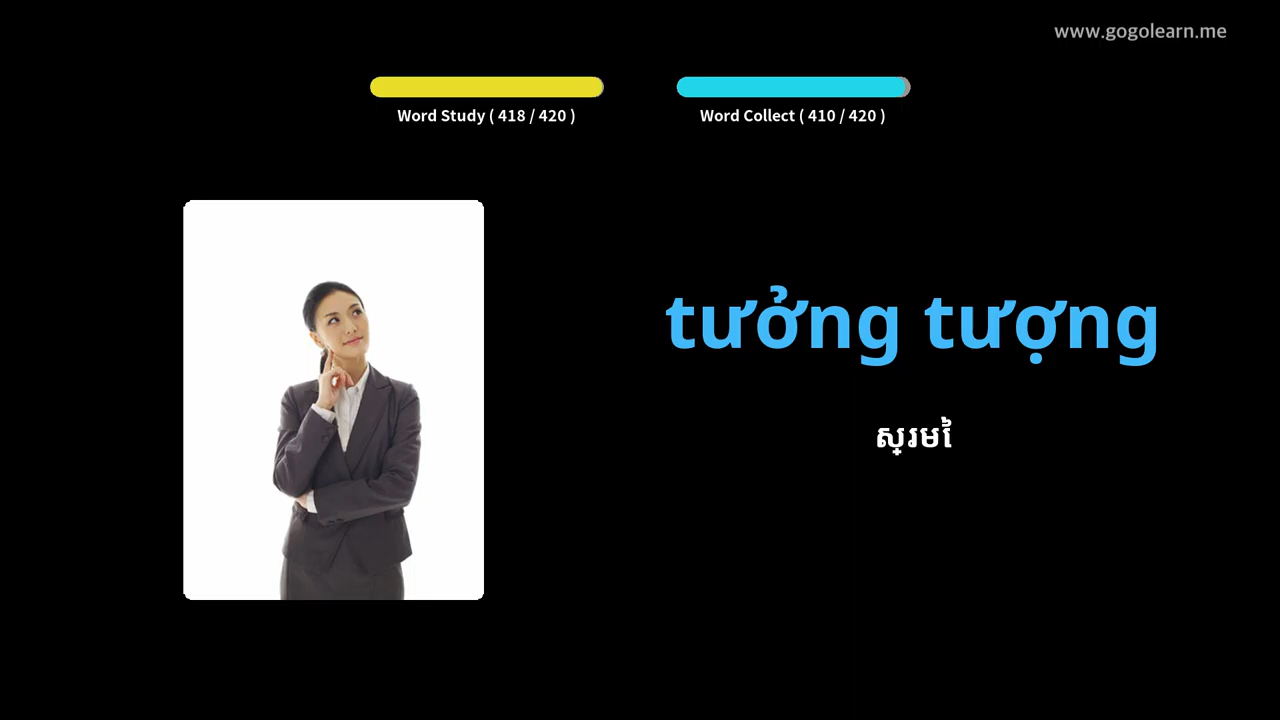 www.gogolearn.me
Word Study ( 418 / 420 )
Word Collect ( 410 / 420 )
tưởng tượng
ស្រមៃ